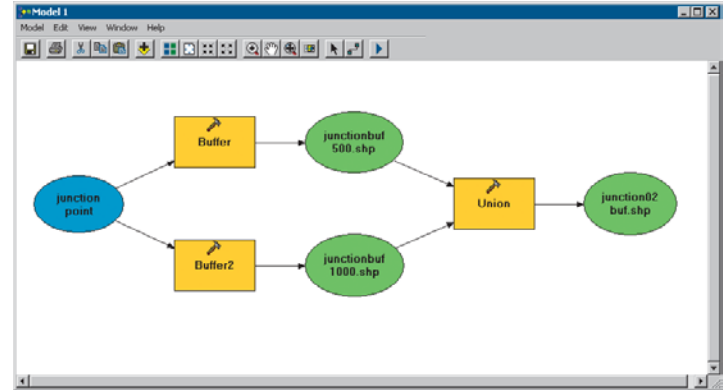 Model 1
Model Edit View Window Help
Buffer
junctionbuf
500.shp
junction
point
Union
junction02
buf.shp
Buffer2
junctionbuf
1000.shp